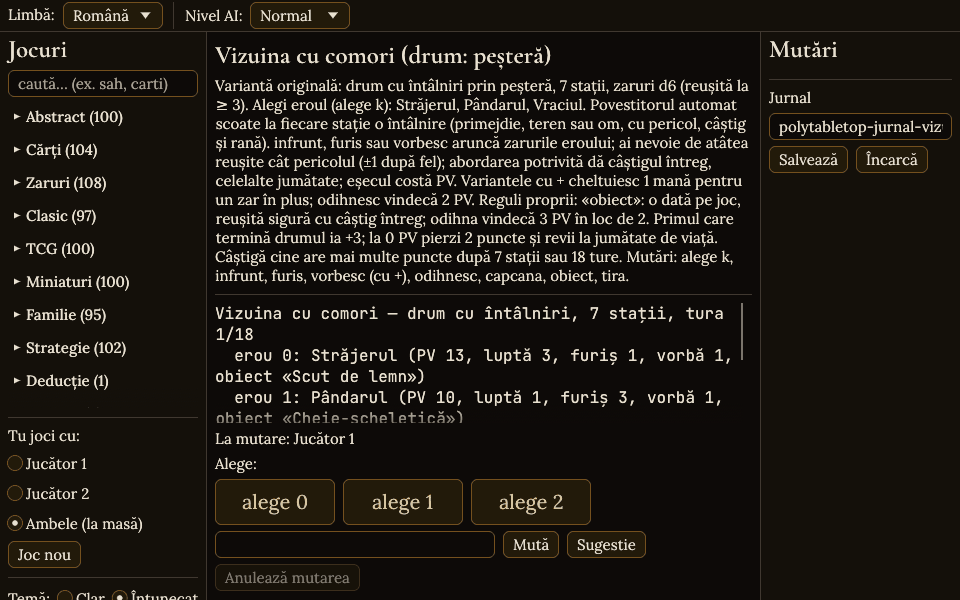 Limbă: Română ▼ Nivel AI: Normal ▼
Jocuri
caută... (ex. sah, carti)
▸ Abstract (100)
▸ Cărți (104)
▸ Zaruri (108)
▸ Clasic (97)
▸ TCG (100)
▸ Miniaturi (100)
▸ Familie (95)
▸ Strategie (102)
▸ Deducție (1)
Tu joci cu:
Jucător 1
Jucător 2
Ambele (la masă)
Joc nou
Temă: Clar Întunecat
Vizuina cu comori (drum: peșteră)
Variantă originală: drum cu întâlniri prin peșteră, 7 stații, zaruri d6 (reușită la
≥ 3). Alegi eroul (alege k): Străjerul, Pândarul, Vraciul. Povestitorul automat
scoate la fiecare stație o întâlnire (primejdie, teren sau om, cu pericol, câștig
și rană). infrunt, furis sau vorbesc aruncă zarurile eroului; ai nevoie de atâtea
reușite cât pericolul (±1 după fel); abordarea potrivită dă câștigul întreg,
celelalte jumătate; eșecul costă PV. Variantele cu + cheltuiesc 1 mană pentru
un zar în plus; odihnesc vindecă 2 PV. Reguli proprii: «obiect»: o dată pe joc,
reușită sigură cu câștig întreg; odihna vindecă 3 PV în loc de 2. Primul care
termină drumul ia +3; la 0 PV pierzi 2 puncte și revii la jumătate de viață.
Câștigă cine are mai multe puncte după 7 stații sau 18 ture. Mutări: alege k,
infrunt, furis, vorbesc (cu +), odihnesc, capcana, obiect, tira.
Vizuina cu comori — drum cu întâlniri, 7 stații, tura
1/18
erou 0: Străjerul (PV 13, luptă 3, furiș 1, vorbă 1,
obiect «Scut de lemn»)
erou 1: Pândarul (PV 10, luptă 1, furiș 3, vorbă 1,
obiect «Cheie-scheletică»)
La mutare: Jucător 1
Alege:
alege 0 alege 1 alege 2
Mută Sugestie
Anulează mutarea
Mutări
Jurnal
polytabletop-jurnal-viz
Salvează Încarcă